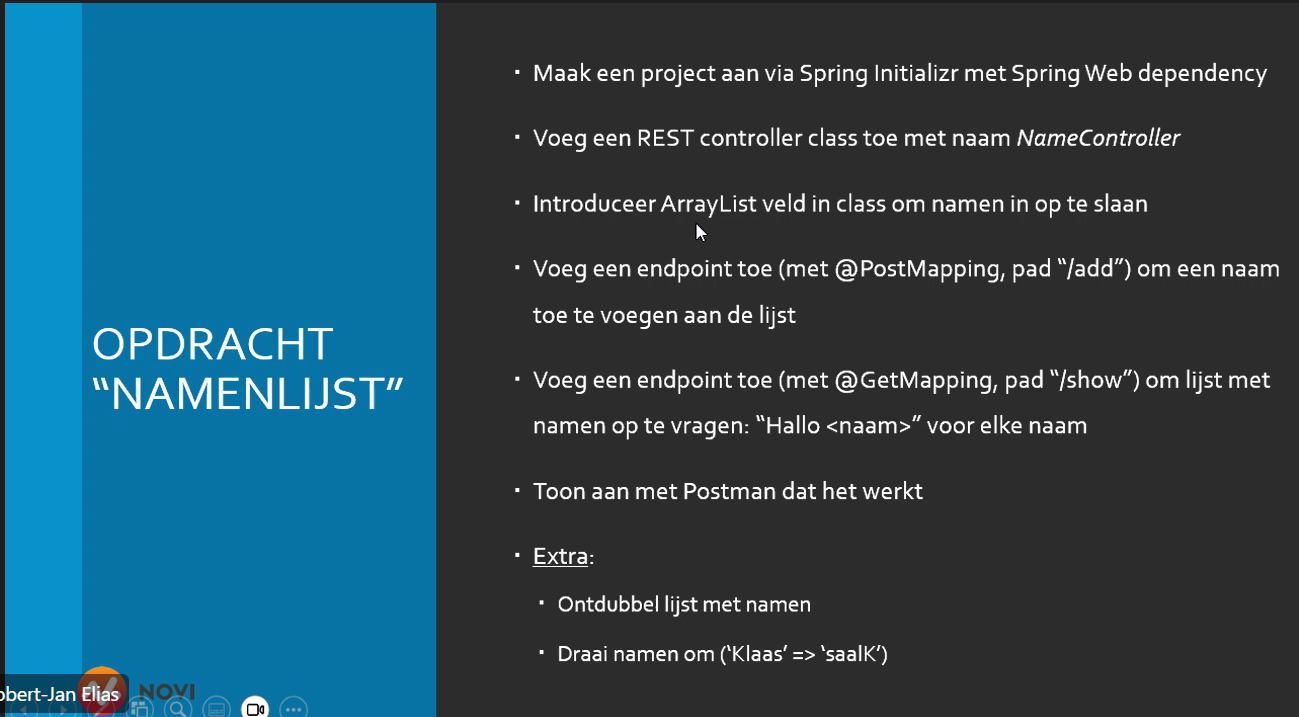 Maak een project aan via Spring Initializr met Spring Web dependency
Voeg een REST controller class toe met naam NameController
Introduceer ArrayList veld in class om namen in op te slaan
Voeg een endpoint toe (met @PostMapping, pad “/add”) om een naam
toe te voegen aan de lijst
Voeg een endpoint toe (met @GetMapping, pad “/show”) om lijst met
namen op te vragen: “Hallo <naam>” voor elke naam
Toon aan met Postman dat het werkt
Extra:
Ontdubbel lijst met namen
Draai namen om (‘Klaas’ => ‘saalK’)
OPDRACHT
“NAMENLIJST”
NOVI
obert-Jan Elias